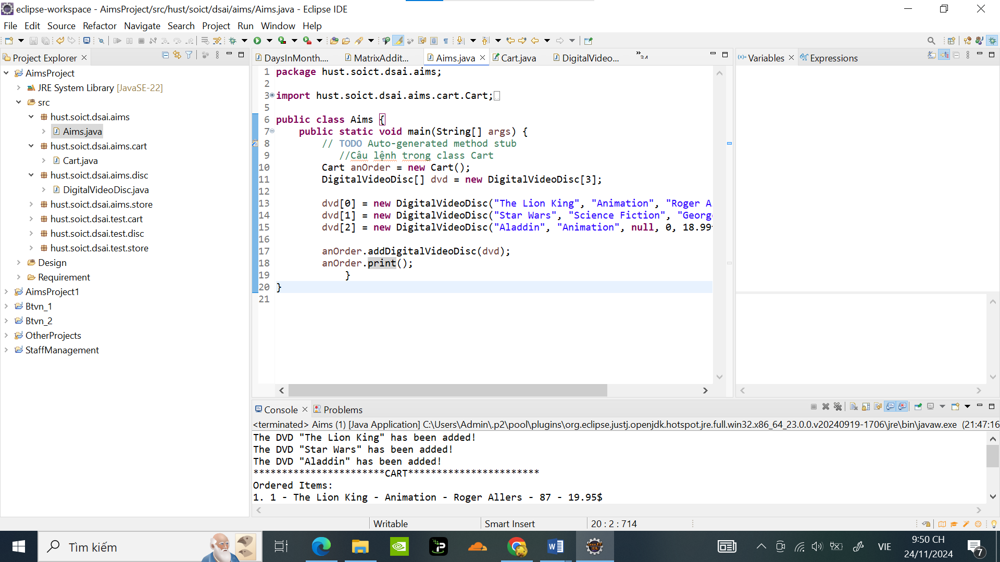 eclipse-workspace - AimsProject/src/hust/soict/dsai/aims/Aims.java - Eclipse IDE
File Edit Source Refactor Navigate Search Project Run Window Help
Project Explorer
AimsProject
JRE System Library [JavaSE-22]
src
hust.soict.dsai.aims
Aims.java
hust.soict.dsai.aims.cart
Cart.java
hust.soict.dsai.aims.disc
DigitalVideoDisc.java
hust.soict.dsai.aims.store
hust.soict.dsai.test.cart
hust.soict.dsai.test.disc
hust.soict.dsai.test.store
Design
Requirement
AimsProject1
Btvn_1
Btvn_2
OtherProjects
StaffManagement
DaysInMonth.... MatrixAddit... Aims.java Cart.java DigitalVideo... »34
1 package hust.soict.dsai.aims;
2
3 import hust.soict.dsai.aims.cart.Cart;
5
6 public class Aims {
7 public static void main(String[] args) {
8 // TODO Auto-generated method stub
9 //Câu lệnh trong class Cart
10 Cart anOrder = new Cart();
11 DigitalVideoDisc[] dvd = new DigitalVideoDisc[3];
12
13 dvd[0] = new DigitalVideoDisc("The Lion King", "Animation", "Roger A
14 dvd[1] = new DigitalVideoDisc("Star Wars", "Science Fiction", "Georg
15 dvd[2] = new DigitalVideoDisc("Aladdin", "Animation", null, 0, 18.99
16
17 anOrder.addDigitalVideoDisc(dvd);
18 anOrder.print();
19 }
20 }
21
(x)= Variables Expressions
Console Problems
<terminated> Aims (1) [Java Application] C:\Users\Admin\.p2\pool\plugins\org.eclipse.justj.openjdk.hotspot.jre.full.win32.x86_64_23.0.0.v20240919-1706\jre\bin\javaw.exe (21:47:16
The DVD "The Lion King" has been added!
The DVD "Star Wars" has been added!
The DVD "Aladdin" has been added!
***********************CART***********************
Ordered Items:
1. 1 - The Lion King - Animation - Roger Allers - 87 - 19.95$
Writable Smart Insert 20 : 2 : 714
Tìm kiếm
VIE
9:50 CH
24/11/2024
7